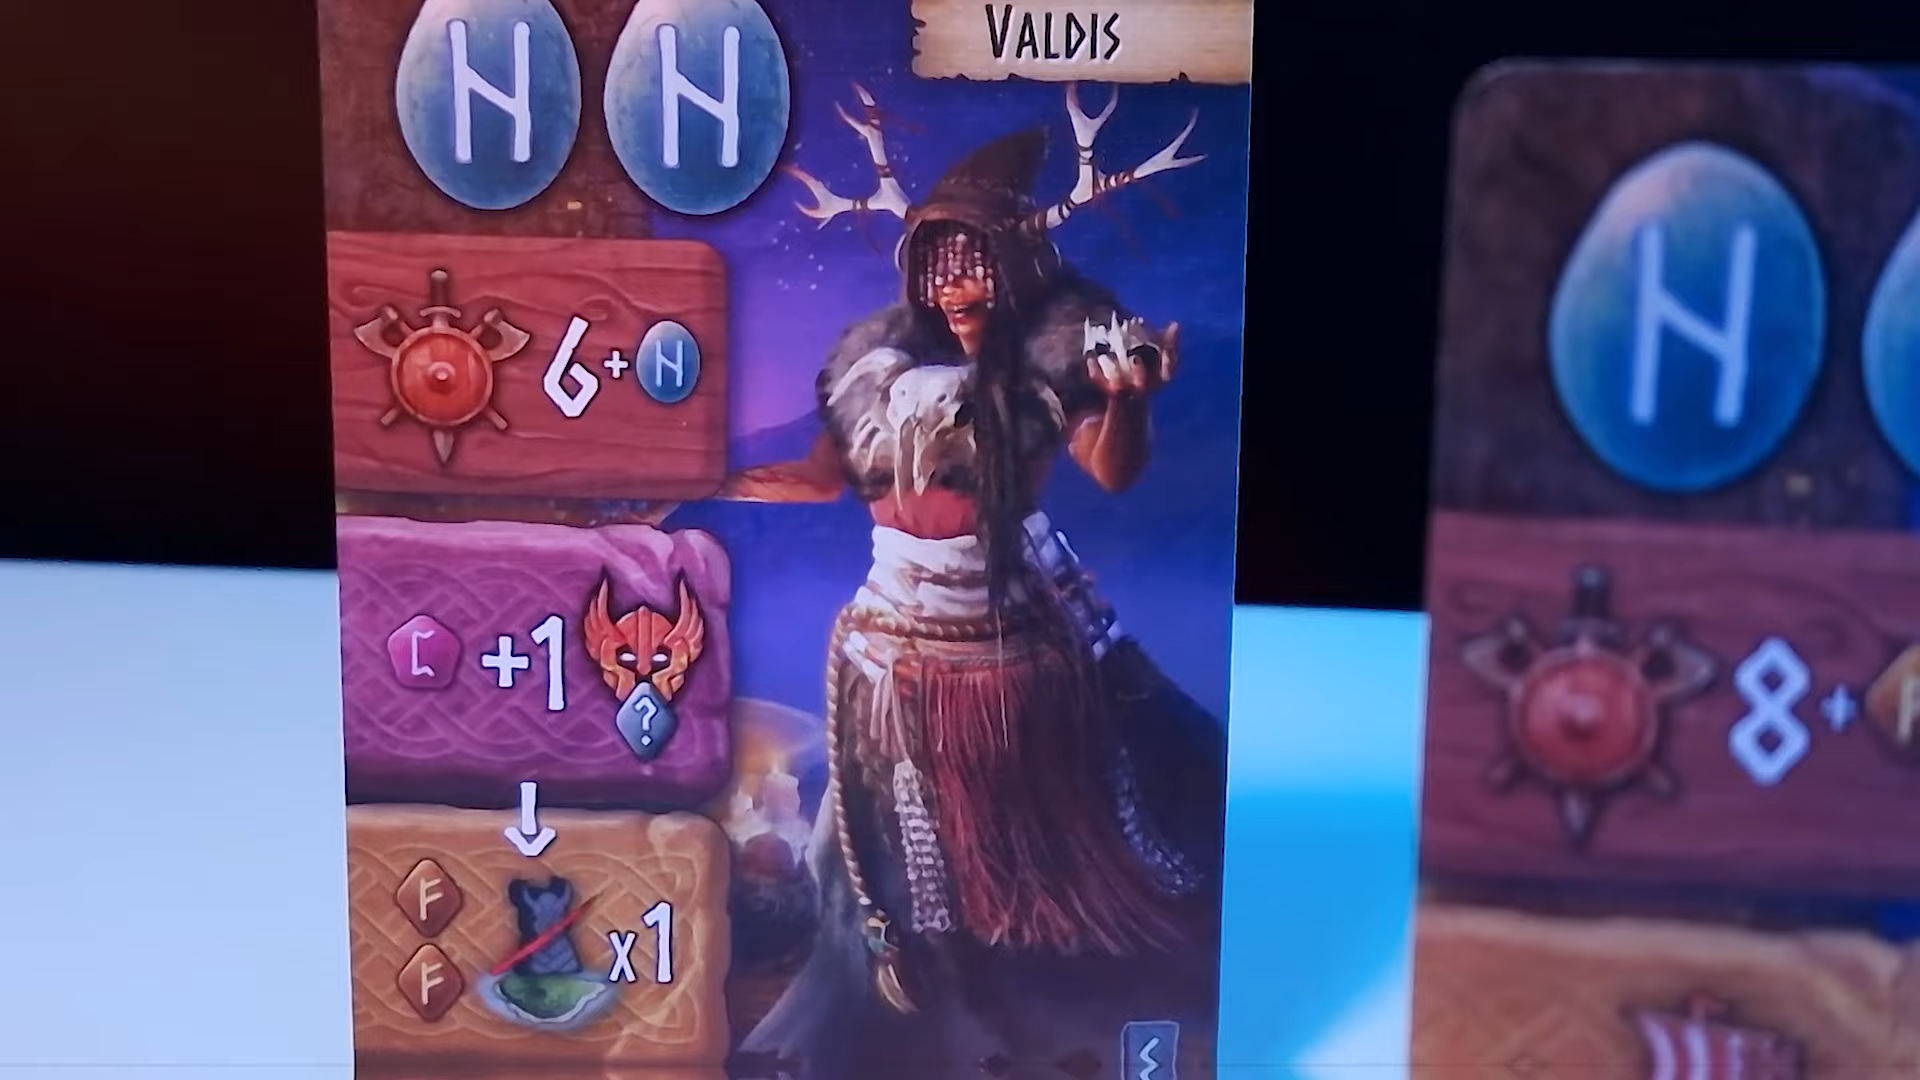 VALDIS
ᚺ ᚺ
6+ᚺ
ᛈ +1
?
ᚠ
ᚠ x1
ᚺ
8+